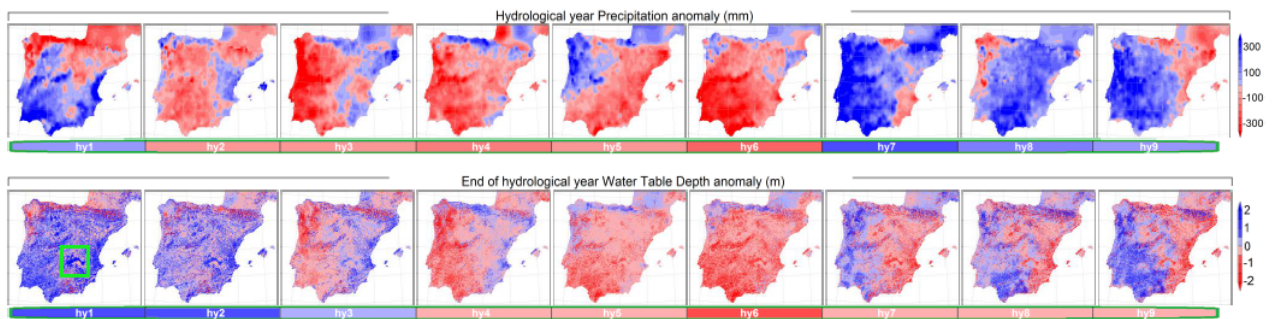 Hydrological year Precipitation anomaly (mm)
300
100
-100
-300
hy1 hy2 hy3 hy4 hy5 hy6 hy7 hy8 hy9
End of hydrological year Water Table Depth anomaly (m)
2
1
0
-1
-2
hy1 hy2 hy3 hy4 hy5 hy6 hy7 hy8 hy9